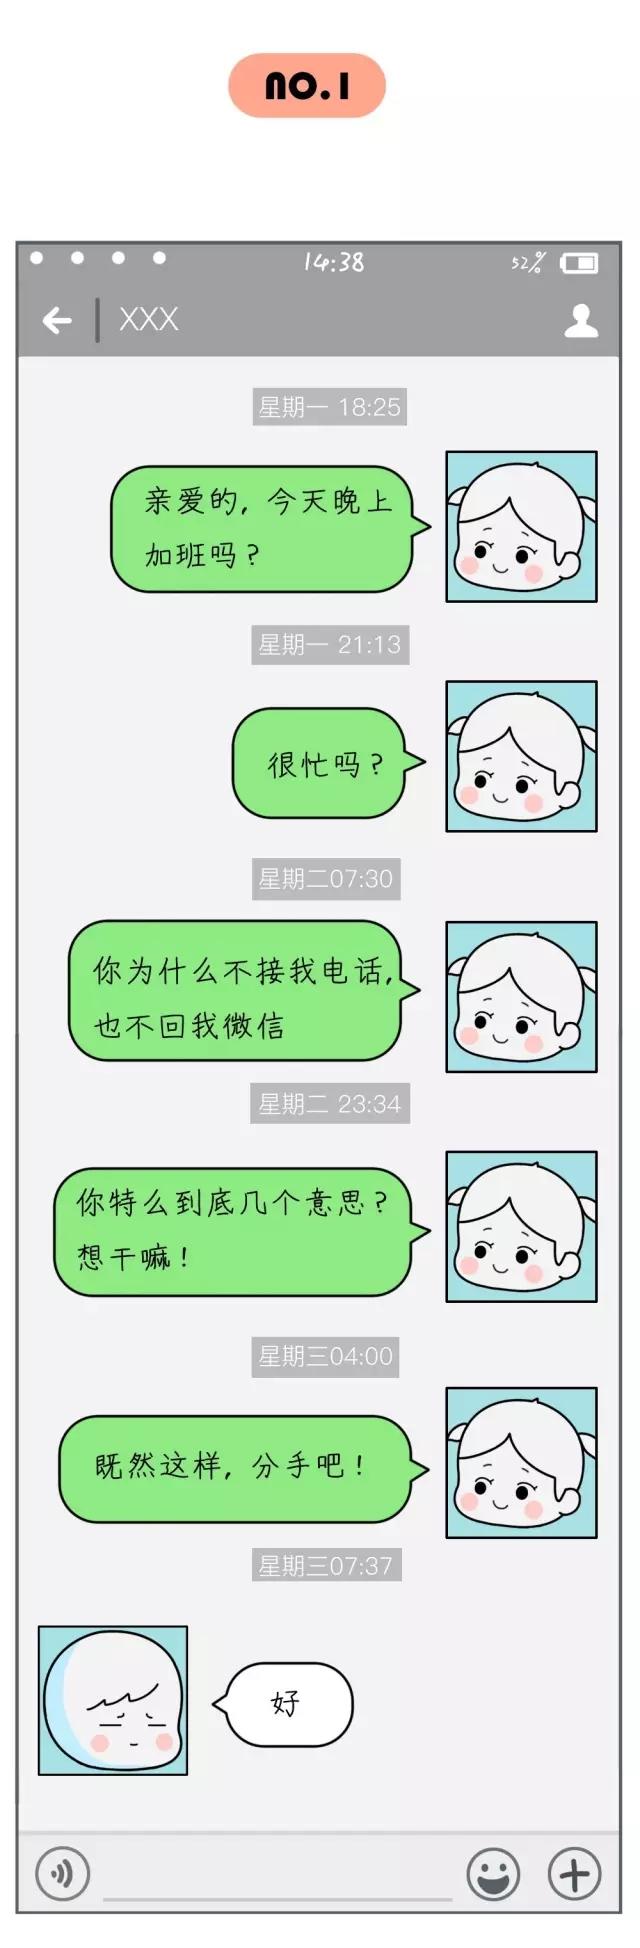 NO.1
14:38 52%
XXX
星期一 18:25
亲爱的，今天晚上
加班吗？
星期一 21:13
很忙吗？
星期二07:30
你为什么不接我电话，
也不回我微信
星期二 23:34
你特么到底几个意思？
想干嘛！
星期三04:00
既然这样，分手吧！
星期三07:37
好